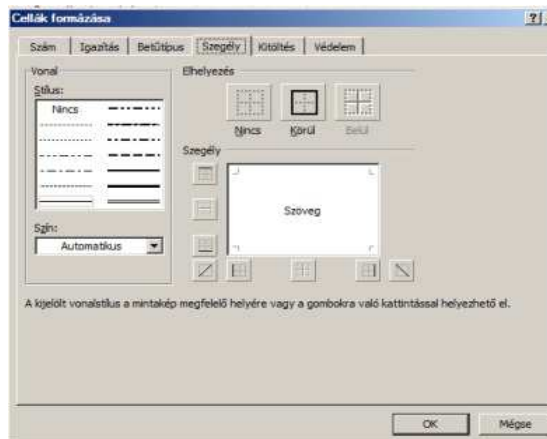 Cellák formázása
Szám Igazítás Betűtípus Szegély Kitöltés Védelem
Vonal
Stílus:
Nincs
Szín:
Automatikus
Elhelyezés
Nincs Körül Belül
Szegély
Szöveg
A kijelölt vonalstílus a mintakép megfelelő helyére vagy a gombokra való kattintással helyezhető el.
OK Mégse